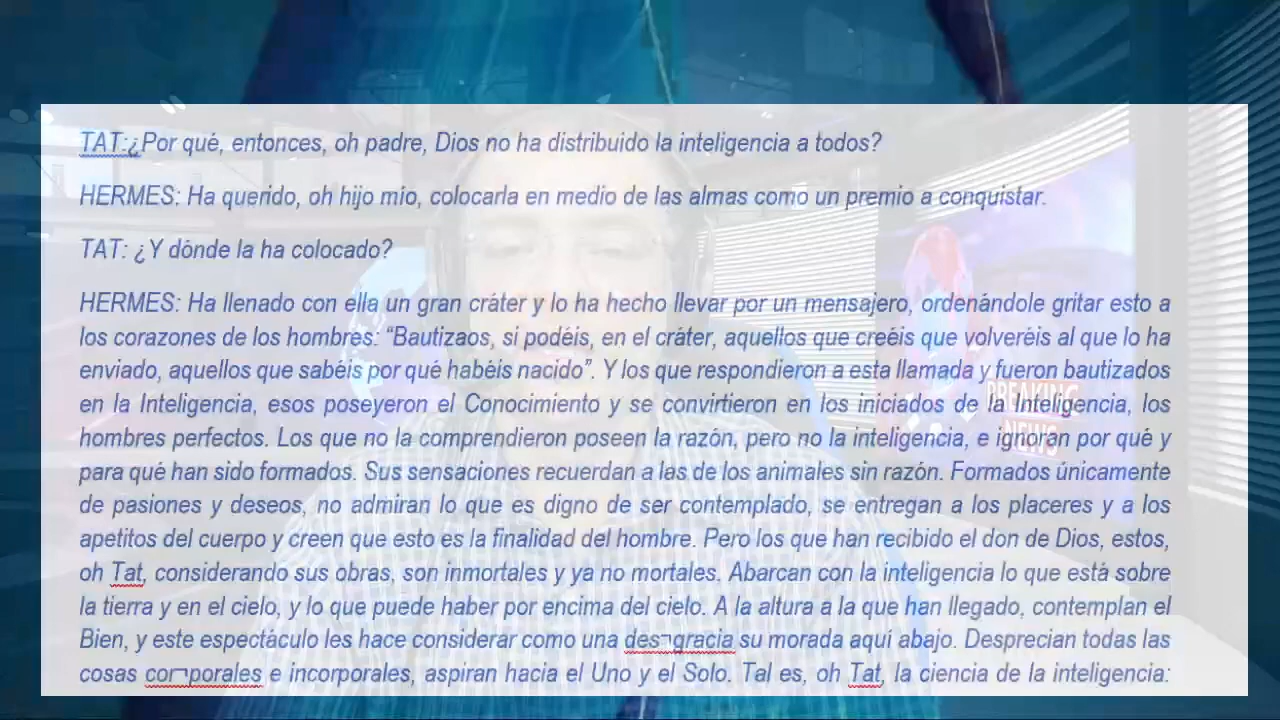 TAT:¿Por qué, entonces, oh padre, Dios no ha distribuido la inteligencia a todos?
HERMES: Ha querido, oh hijo mío, colocarla en medio de las almas como un premio a conquistar.
TAT: ¿Y dónde la ha colocado?
HERMES: Ha llenado con ella un gran cráter y lo ha hecho llevar por un mensajero, ordenándole gritar esto a
los corazones de los hombres: “Bautizaos, si podéis, en el cráter, aquellos que creéis que volveréis al que lo ha
enviado, aquellos que sabéis por qué habéis nacido”. Y los que respondieron a esta llamada y fueron bautizados
en la Inteligencia, esos poseyeron el Conocimiento y se convirtieron en los iniciados de la Inteligencia, los
hombres perfectos. Los que no la comprendieron poseen la razón, pero no la inteligencia, e ignoran por qué y
para qué han sido formados. Sus sensaciones recuerdan a las de los animales sin razón. Formados únicamente
de pasiones y deseos, no admiran lo que es digno de ser contemplado, se entregan a los placeres y a los
apetitos del cuerpo y creen que esto es la finalidad del hombre. Pero los que han recibido el don de Dios, estos,
oh Tat, considerando sus obras, son inmortales y ya no mortales. Abarcan con la inteligencia lo que está sobre
la tierra y en el cielo, y lo que puede haber por encima del cielo. A la altura a la que han llegado, contemplan el
Bien, y este espectáculo les hace considerar como una des¬gracia su morada aquí abajo. Desprecian todas las
cosas cor¬porales e incorporales, aspiran hacia el Uno y el Solo. Tal es, oh Tat, la ciencia de la inteligencia:
BREAKING
NEWS